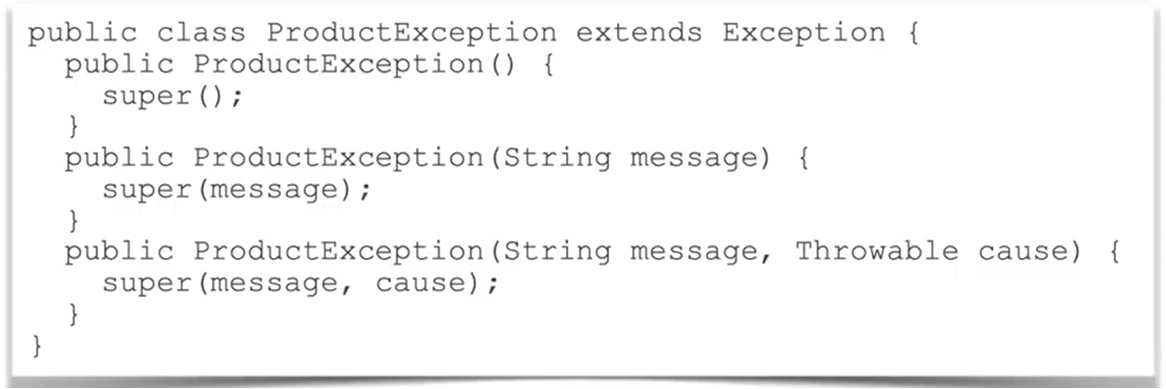 public class ProductException extends Exception {
  public ProductException() {
    super();
  }
  public ProductException(String message) {
    super(message);
  }
  public ProductException(String message, Throwable cause) {
    super(message, cause);
  }
}